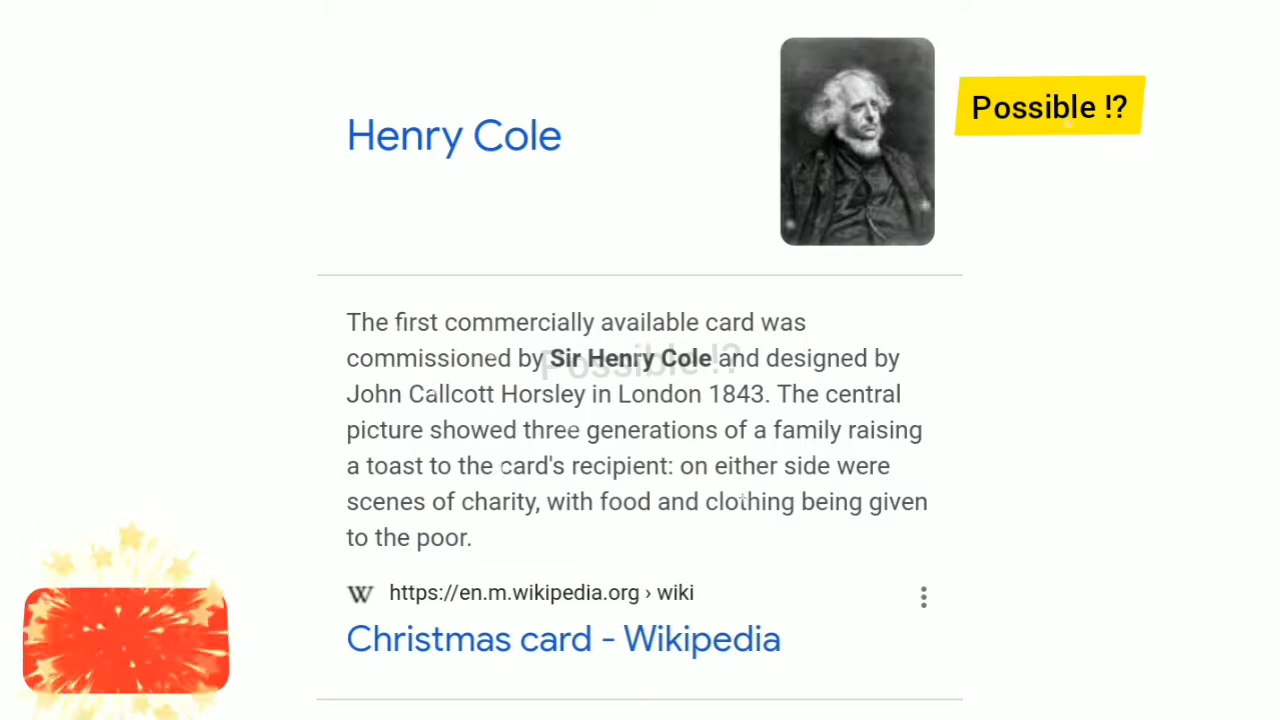 Possible !?
Henry Cole
The first commercially available card was
commissioned by Sir Henry Cole and designed by
John Callcott Horsley in London 1843. The central
picture showed three generations of a family raising
a toast to the card's recipient: on either side were
scenes of charity, with food and clothing being given
to the poor.
Possible !?
W https://en.m.wikipedia.org › wiki
Christmas card - Wikipedia